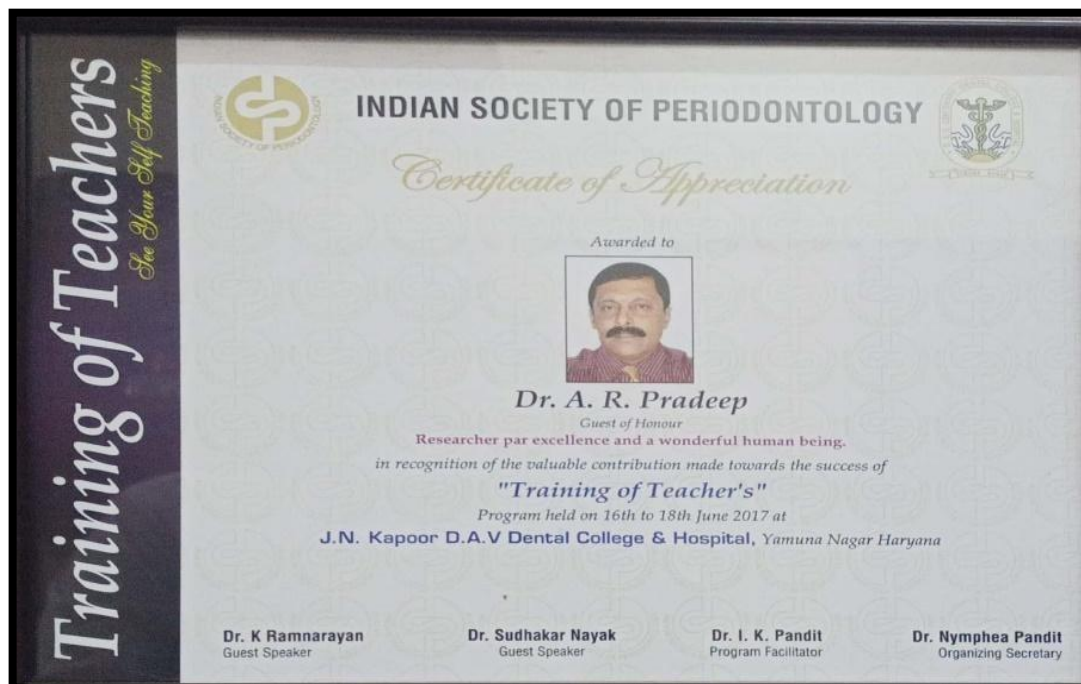 Training of Teachers
See Your Self Teaching
INDIAN SOCIETY OF PERIODONTOLOGY
INDIAN SOCIETY OF PERIODONTOLOGY
Certificate of Appreciation
Awarded to
Dr. A. R. Pradeep
Guest of Honour
Researcher par excellence and a wonderful human being.
in recognition of the valuable contribution made towards the success of
"Training of Teacher's"
Program held on 16th to 18th June 2017 at
J.N. Kapoor D.A.V Dental College & Hospital, Yamuna Nagar Haryana
Dr. K Ramnarayan
Guest Speaker
Dr. Sudhakar Nayak
Guest Speaker
Dr. I. K. Pandit
Program Facilitator
Dr. Nymphea Pandit
Organizing Secretary